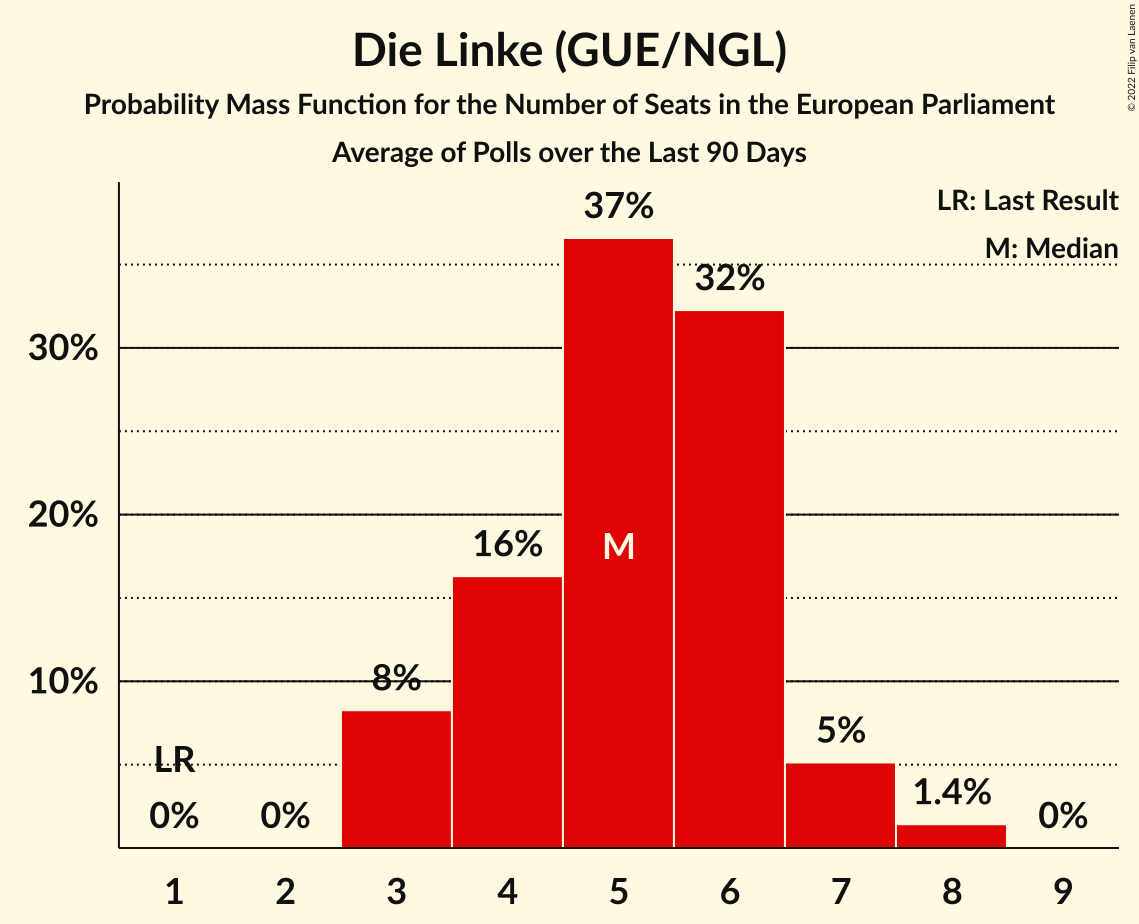 Die Linke (GUE/NGL)
Probability Mass Function for the Number of Seats in the European Parliament
Average of Polls over the Last 90 Days
© 2022 Filip van Laenen
LR: Last Result
M: Median
37%
32%
30%
20%
16%
M
10%
8%
5%
LR
1.4%
0%
0%
0%
1 2 3 4 5 6 7 8 9